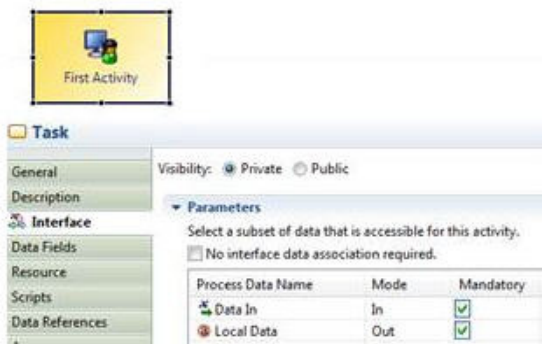 First Activity
Task
General
Description
Interface
Data Fields
Resource
Scripts
Data References
Visibility: Private Public
Parameters
Select a subset of data that is accessible for this activity.
No interface data association required.
Process Data Name Mode Mandatory
Data In In
Local Data Out